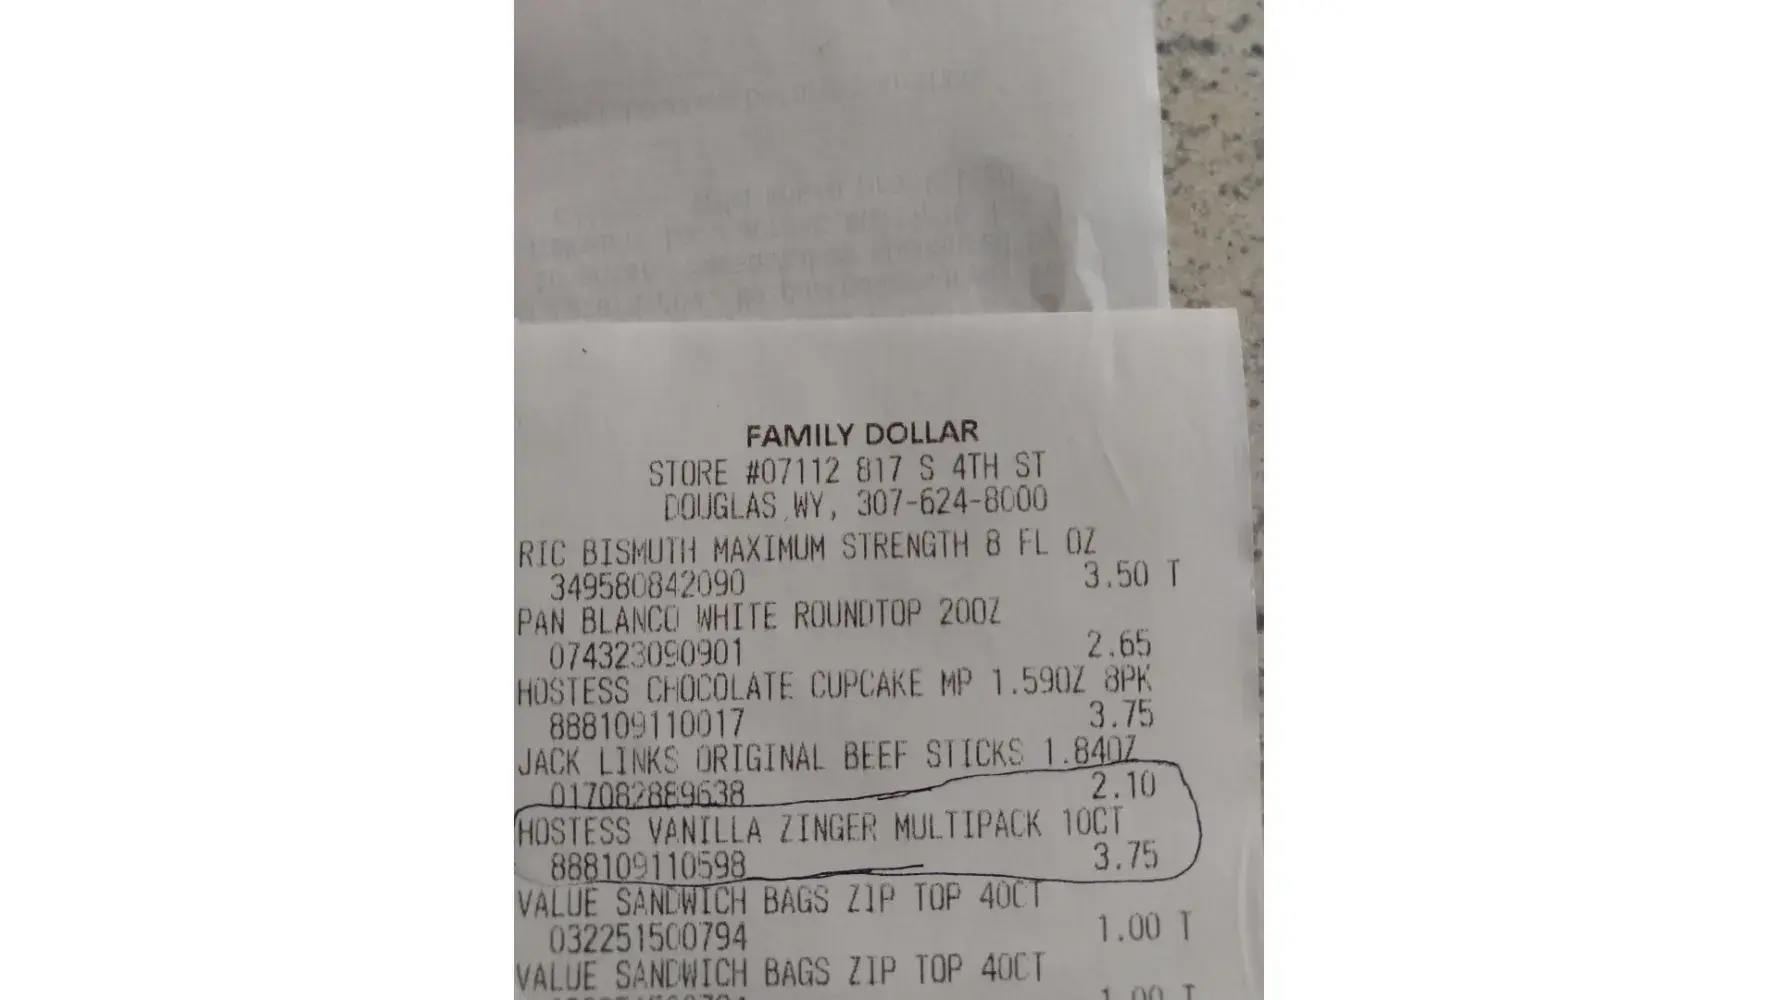 FAMILY DOLLAR
STORE #07112 817 S 4TH ST
DOUGLAS WY, 307-624-8000
RIC BISMUTH MAXIMUM STRENGTH 8 FL OZ
349580842090 3.50 T
PAN BLANCO WHITE ROUNDTOP 20OZ
074323090901 2.65
HOSTESS CHOCOLATE CUPCAKE MP 1.59OZ 8PK
888109110017 3.75
JACK LINKS ORIGINAL BEEF STICKS 1.84OZ
017082889638 2.10
HOSTESS VANILLA ZINGER MULTIPACK 10CT
888109110598 3.75
VALUE SANDWICH BAGS ZIP TOP 40CT
032251500794 1.00 T
VALUE SANDWICH BAGS ZIP TOP 40CT
1.00 T